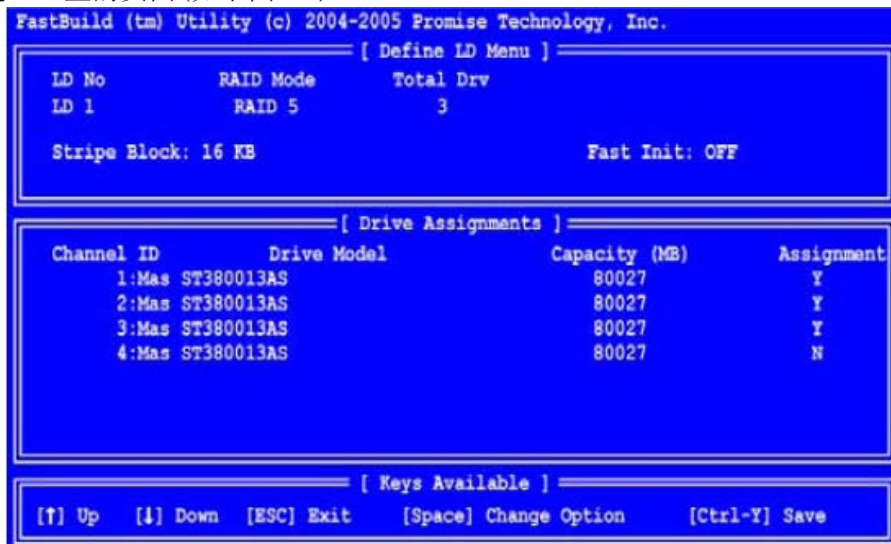 FastBuild (tm) Utility (c) 2004-2005 Promise Technology, Inc.
[ Define LD Menu ]
LD No RAID Mode Total Drv
LD 1 RAID 5 3
Stripe Block: 16 KB Fast Init: OFF
[ Drive Assignments ]
Channel ID Drive Model Capacity (MB) Assignment
1:Mas ST380013AS 80027 Y
2:Mas ST380013AS 80027 Y
3:Mas ST380013AS 80027 Y
4:Mas ST380013AS 80027 N
[ Keys Available ]
[↑] Up [↓] Down [ESC] Exit [Space] Change Option [Ctrl-Y] Save